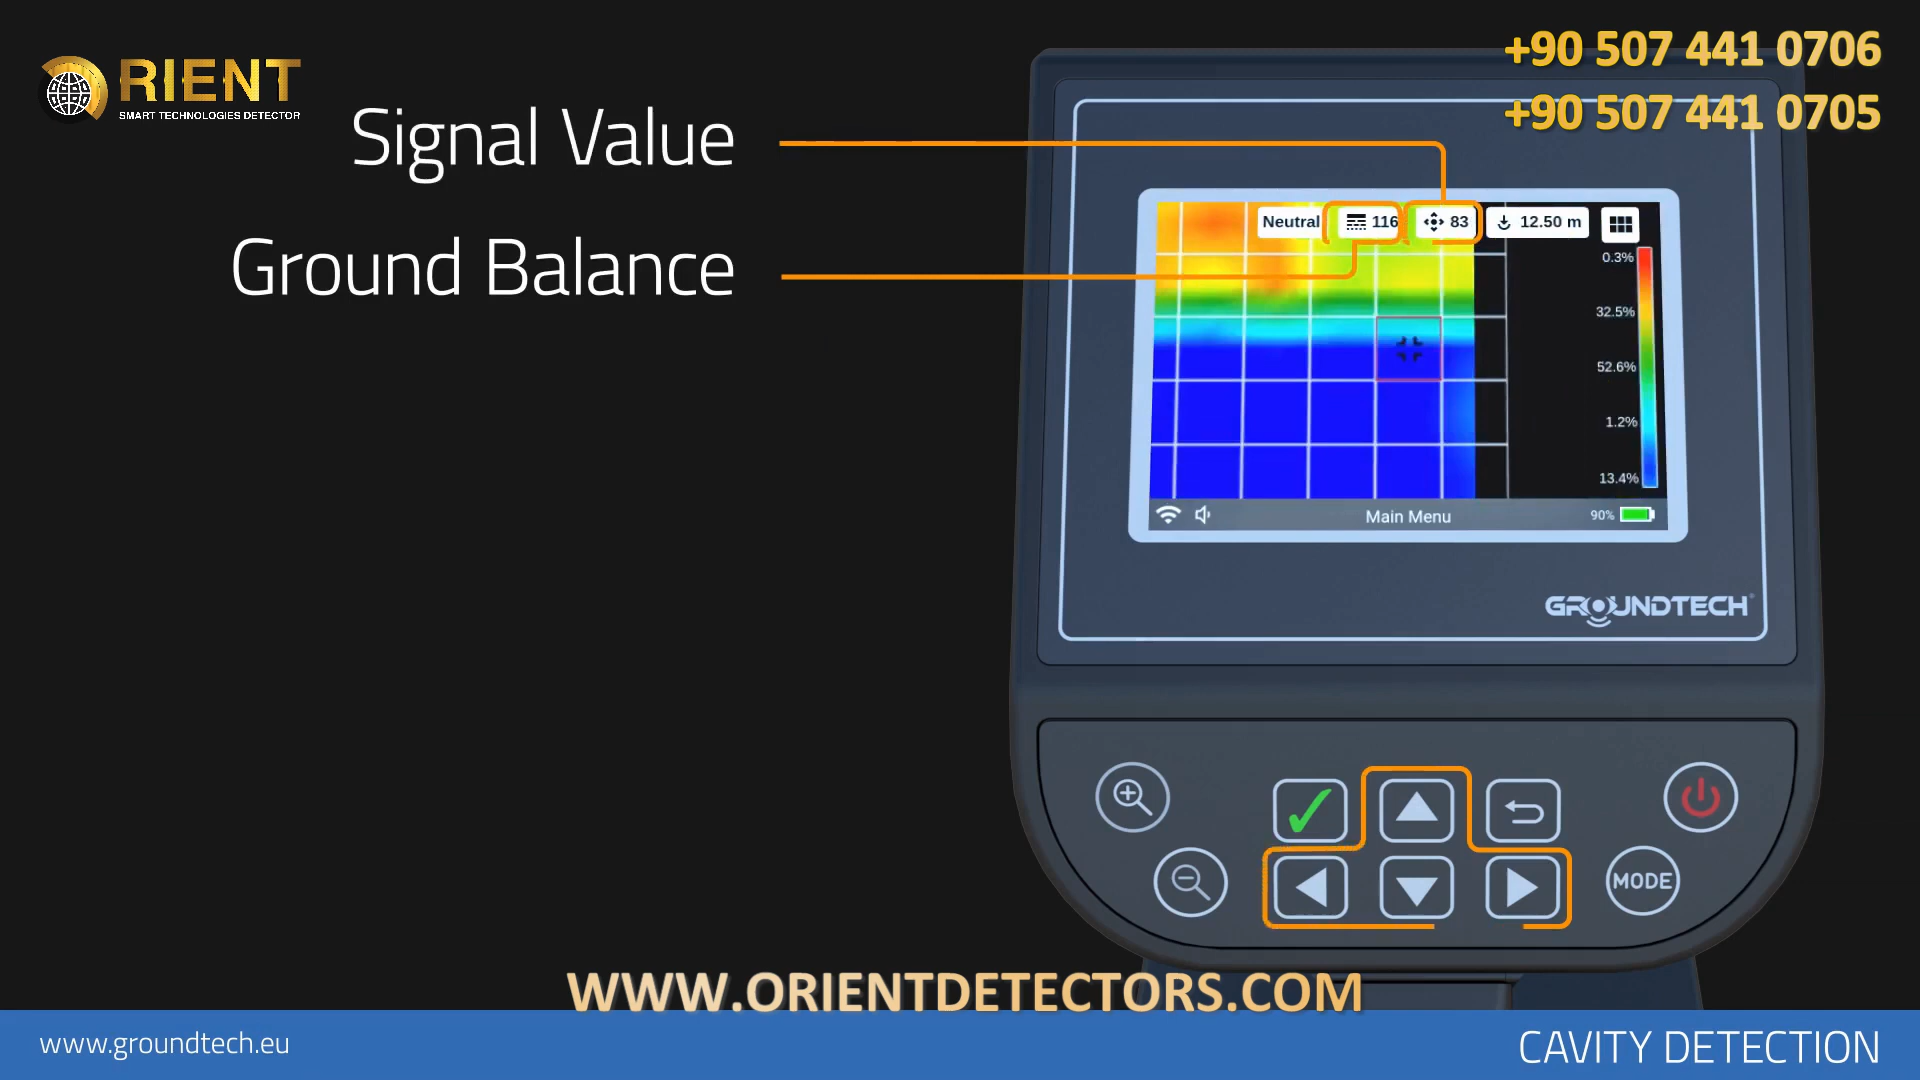 +90 507 441 0706
+90 507 441 0705
RIENT
SMART TECHNOLOGIES DETECTOR
Signal Value
Ground Balance
Neutral
116
83
12.50 m
0.3%
32.5%
52.6%
1.2%
13.4%
Main Menu
90%
GROUNDTECH
MODE
WWW.ORIENTDETECTORS.COM
www.groundtech.eu
CAVITY DETECTION